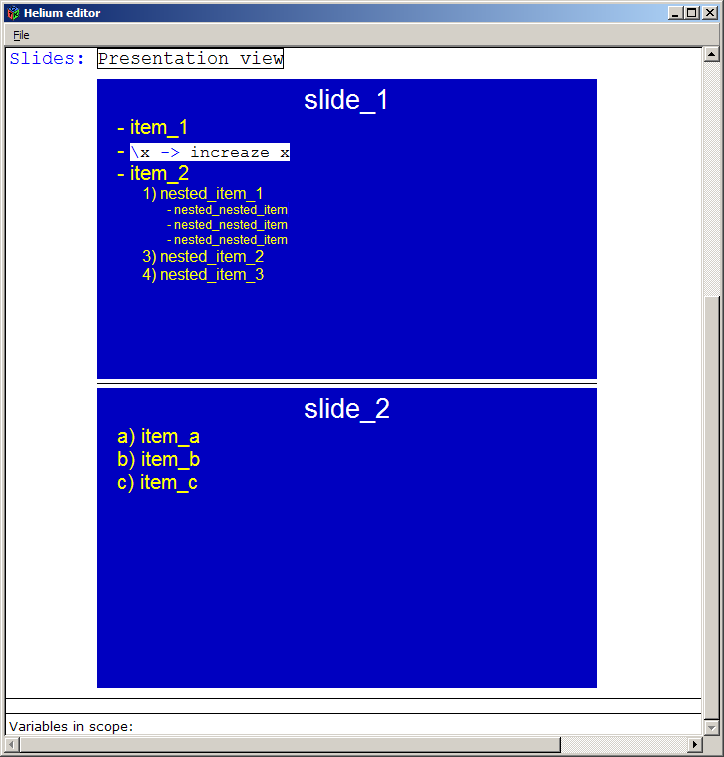 Helium editor
File
Slides: Presentation view
slide_1
- item_1
- \x -> increaze x
- item_2
1) nested_item_1
- nested_nested_item
- nested_nested_item
- nested_nested_item
3) nested_item_2
4) nested_item_3
slide_2
a) item_a
b) item_b
c) item_c
Variables in scope: